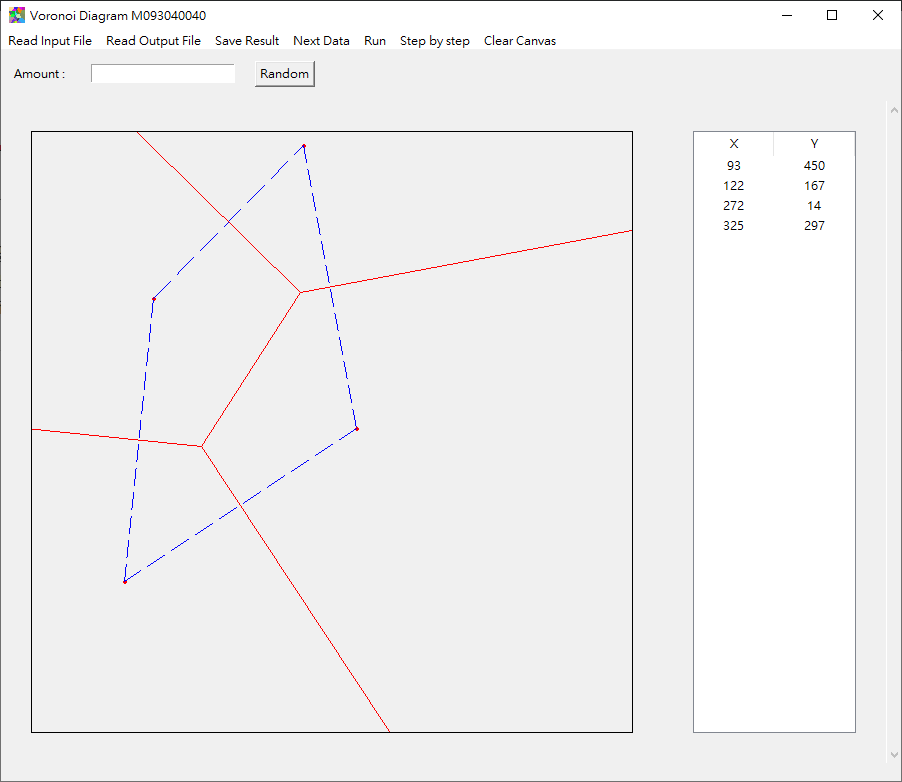 Voronoi Diagram M093040040
Read Input File Read Output File Save Result Next Data Run Step by step Clear Canvas
Amount : Random
X Y
93 450
122 167
272 14
325 297